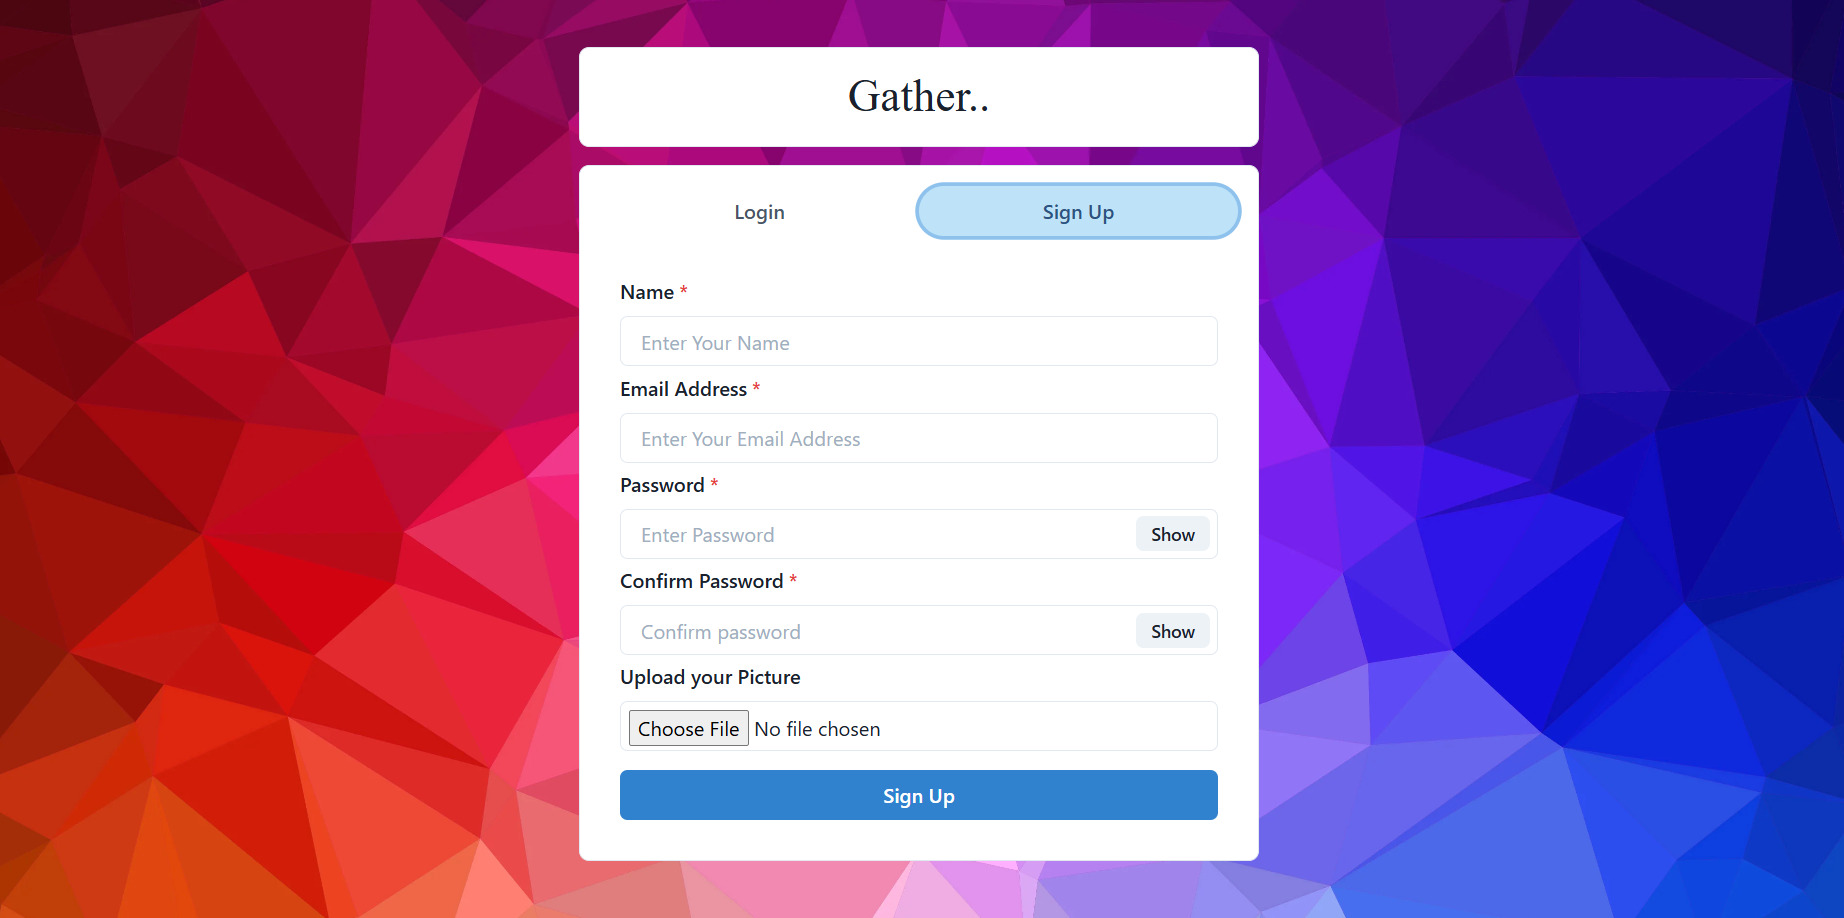 Gather..
Login Sign Up
Name *
Enter Your Name
Email Address *
Enter Your Email Address
Password *
Enter Password Show
Confirm Password *
Confirm password Show
Upload your Picture
Choose File No file chosen
Sign Up